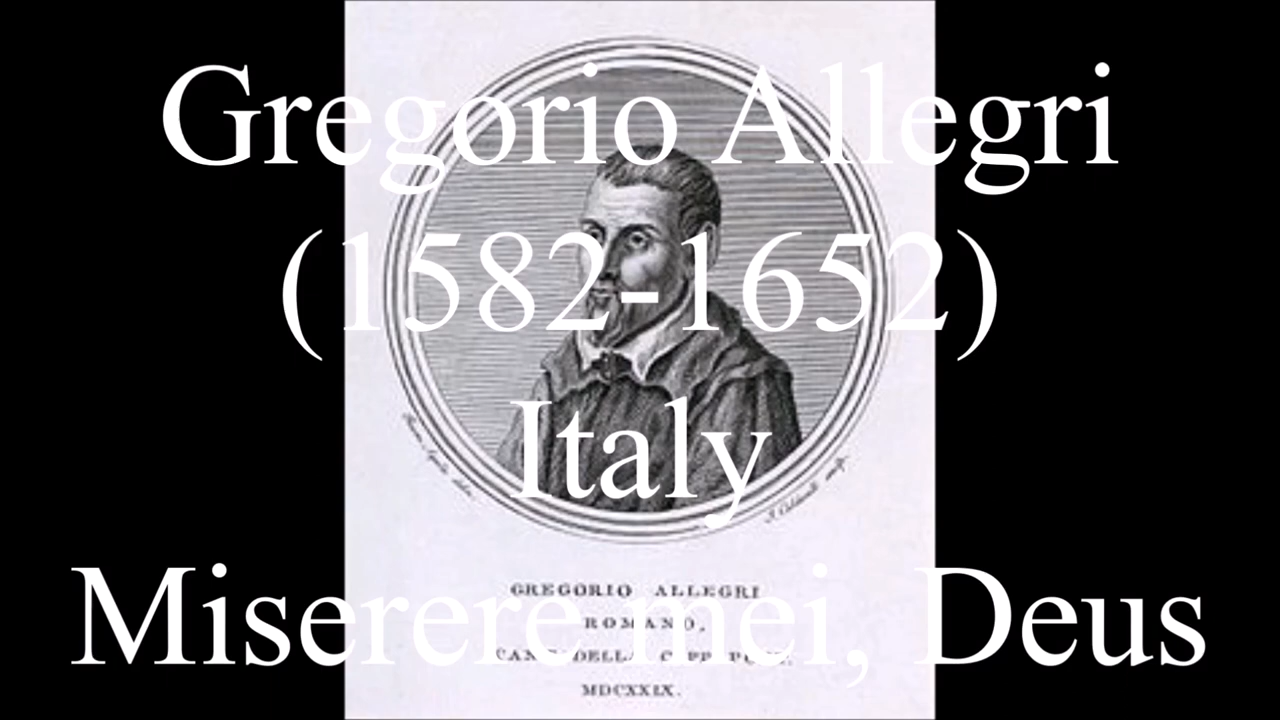 Gregorio Allegri
(1582-1652)
Italy
Miserere mei, Deus
GREGORIO ALLEGRI
ROMANO,
MDCXXIX.